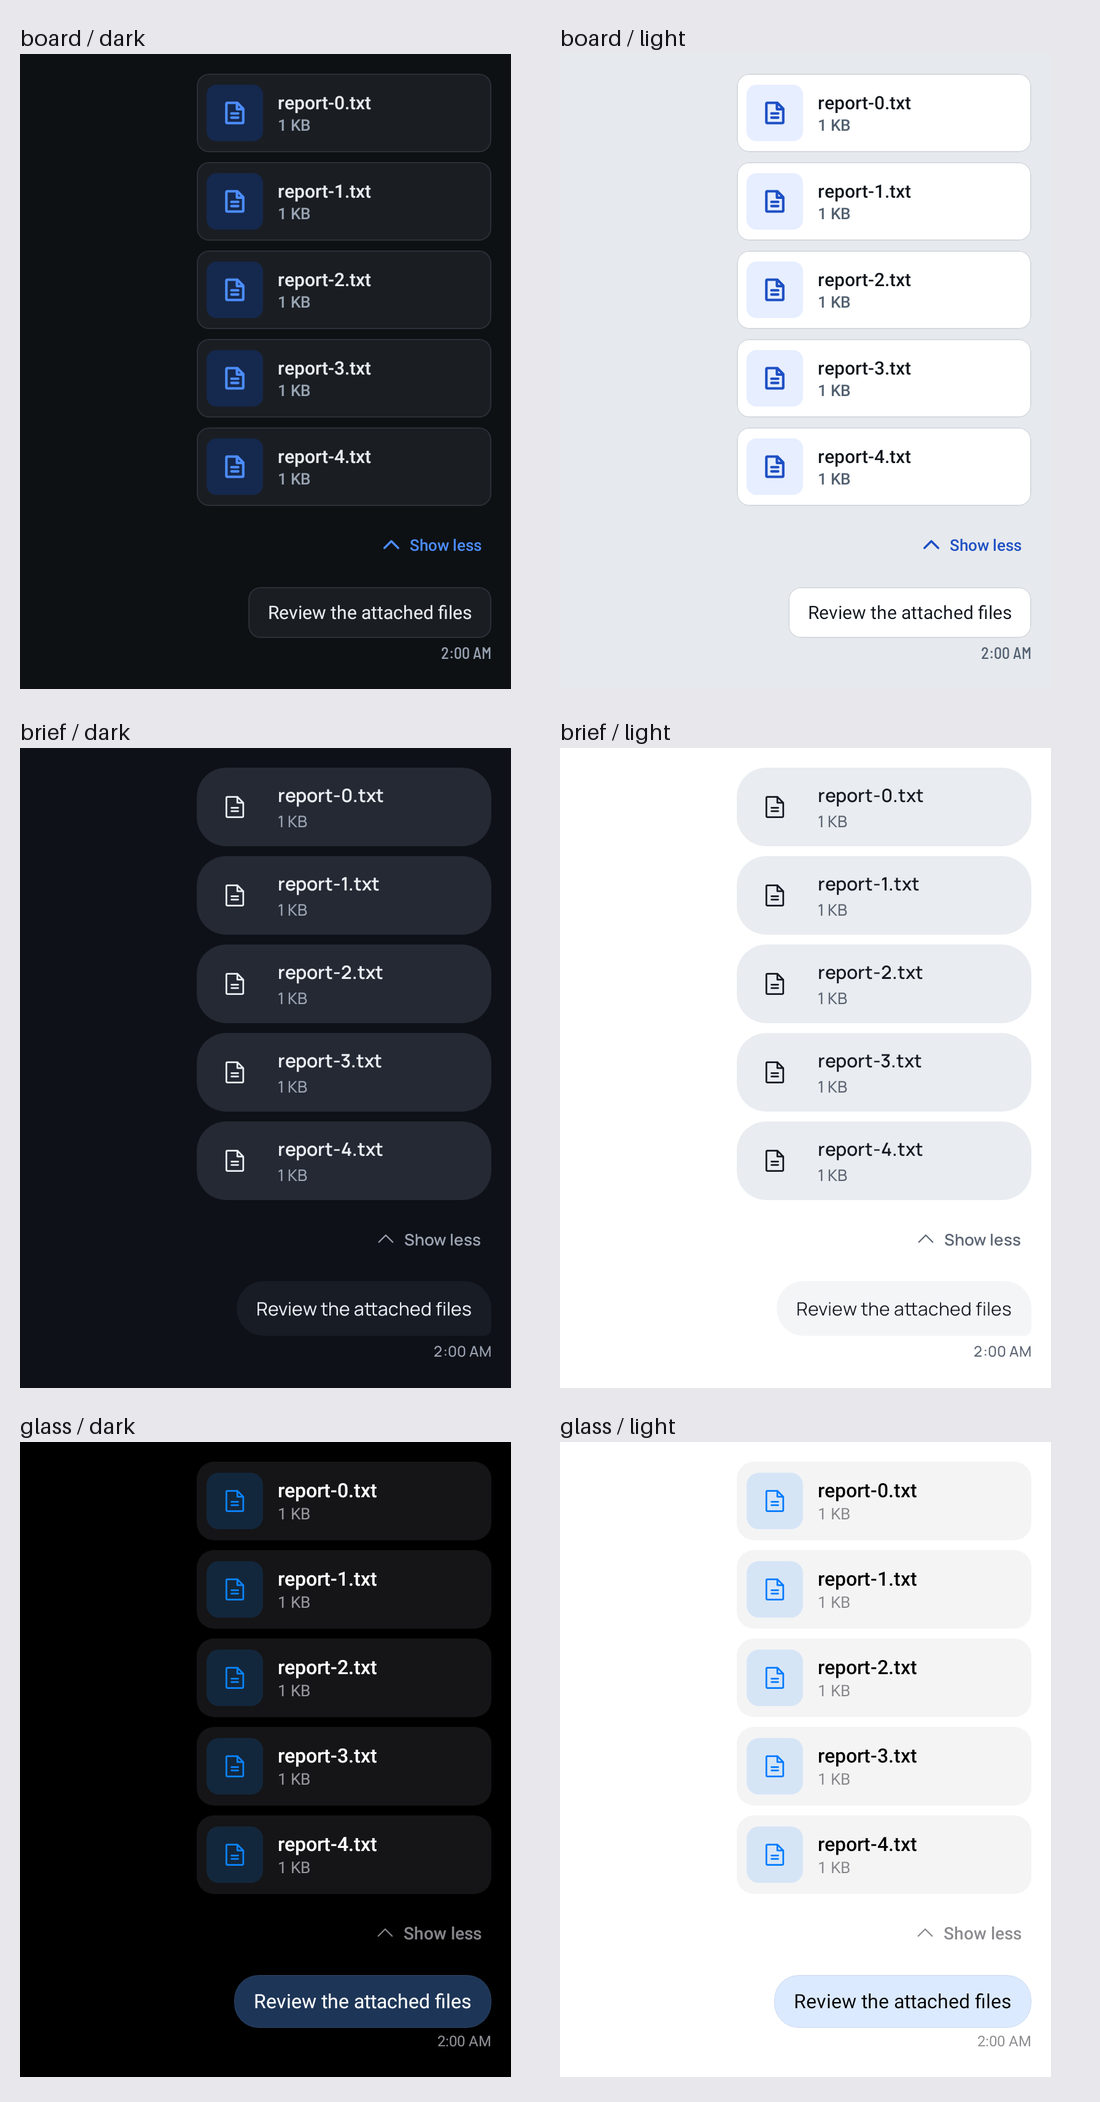 board / dark
report-0.txt
1 KB
report-1.txt
1 KB
report-2.txt
1 KB
report-3.txt
1 KB
report-4.txt
1 KB
Show less
Review the attached files
2:00 AM
board / light
report-0.txt
1 KB
report-1.txt
1 KB
report-2.txt
1 KB
report-3.txt
1 KB
report-4.txt
1 KB
Show less
Review the attached files
2:00 AM
brief / dark
report-0.txt
1 KB
report-1.txt
1 KB
report-2.txt
1 KB
report-3.txt
1 KB
report-4.txt
1 KB
Show less
Review the attached files
2:00 AM
brief / light
report-0.txt
1 KB
report-1.txt
1 KB
report-2.txt
1 KB
report-3.txt
1 KB
report-4.txt
1 KB
Show less
Review the attached files
2:00 AM
glass / dark
report-0.txt
1 KB
report-1.txt
1 KB
report-2.txt
1 KB
report-3.txt
1 KB
report-4.txt
1 KB
Show less
Review the attached files
2:00 AM
glass / light
report-0.txt
1 KB
report-1.txt
1 KB
report-2.txt
1 KB
report-3.txt
1 KB
report-4.txt
1 KB
Show less
Review the attached files
2:00 AM